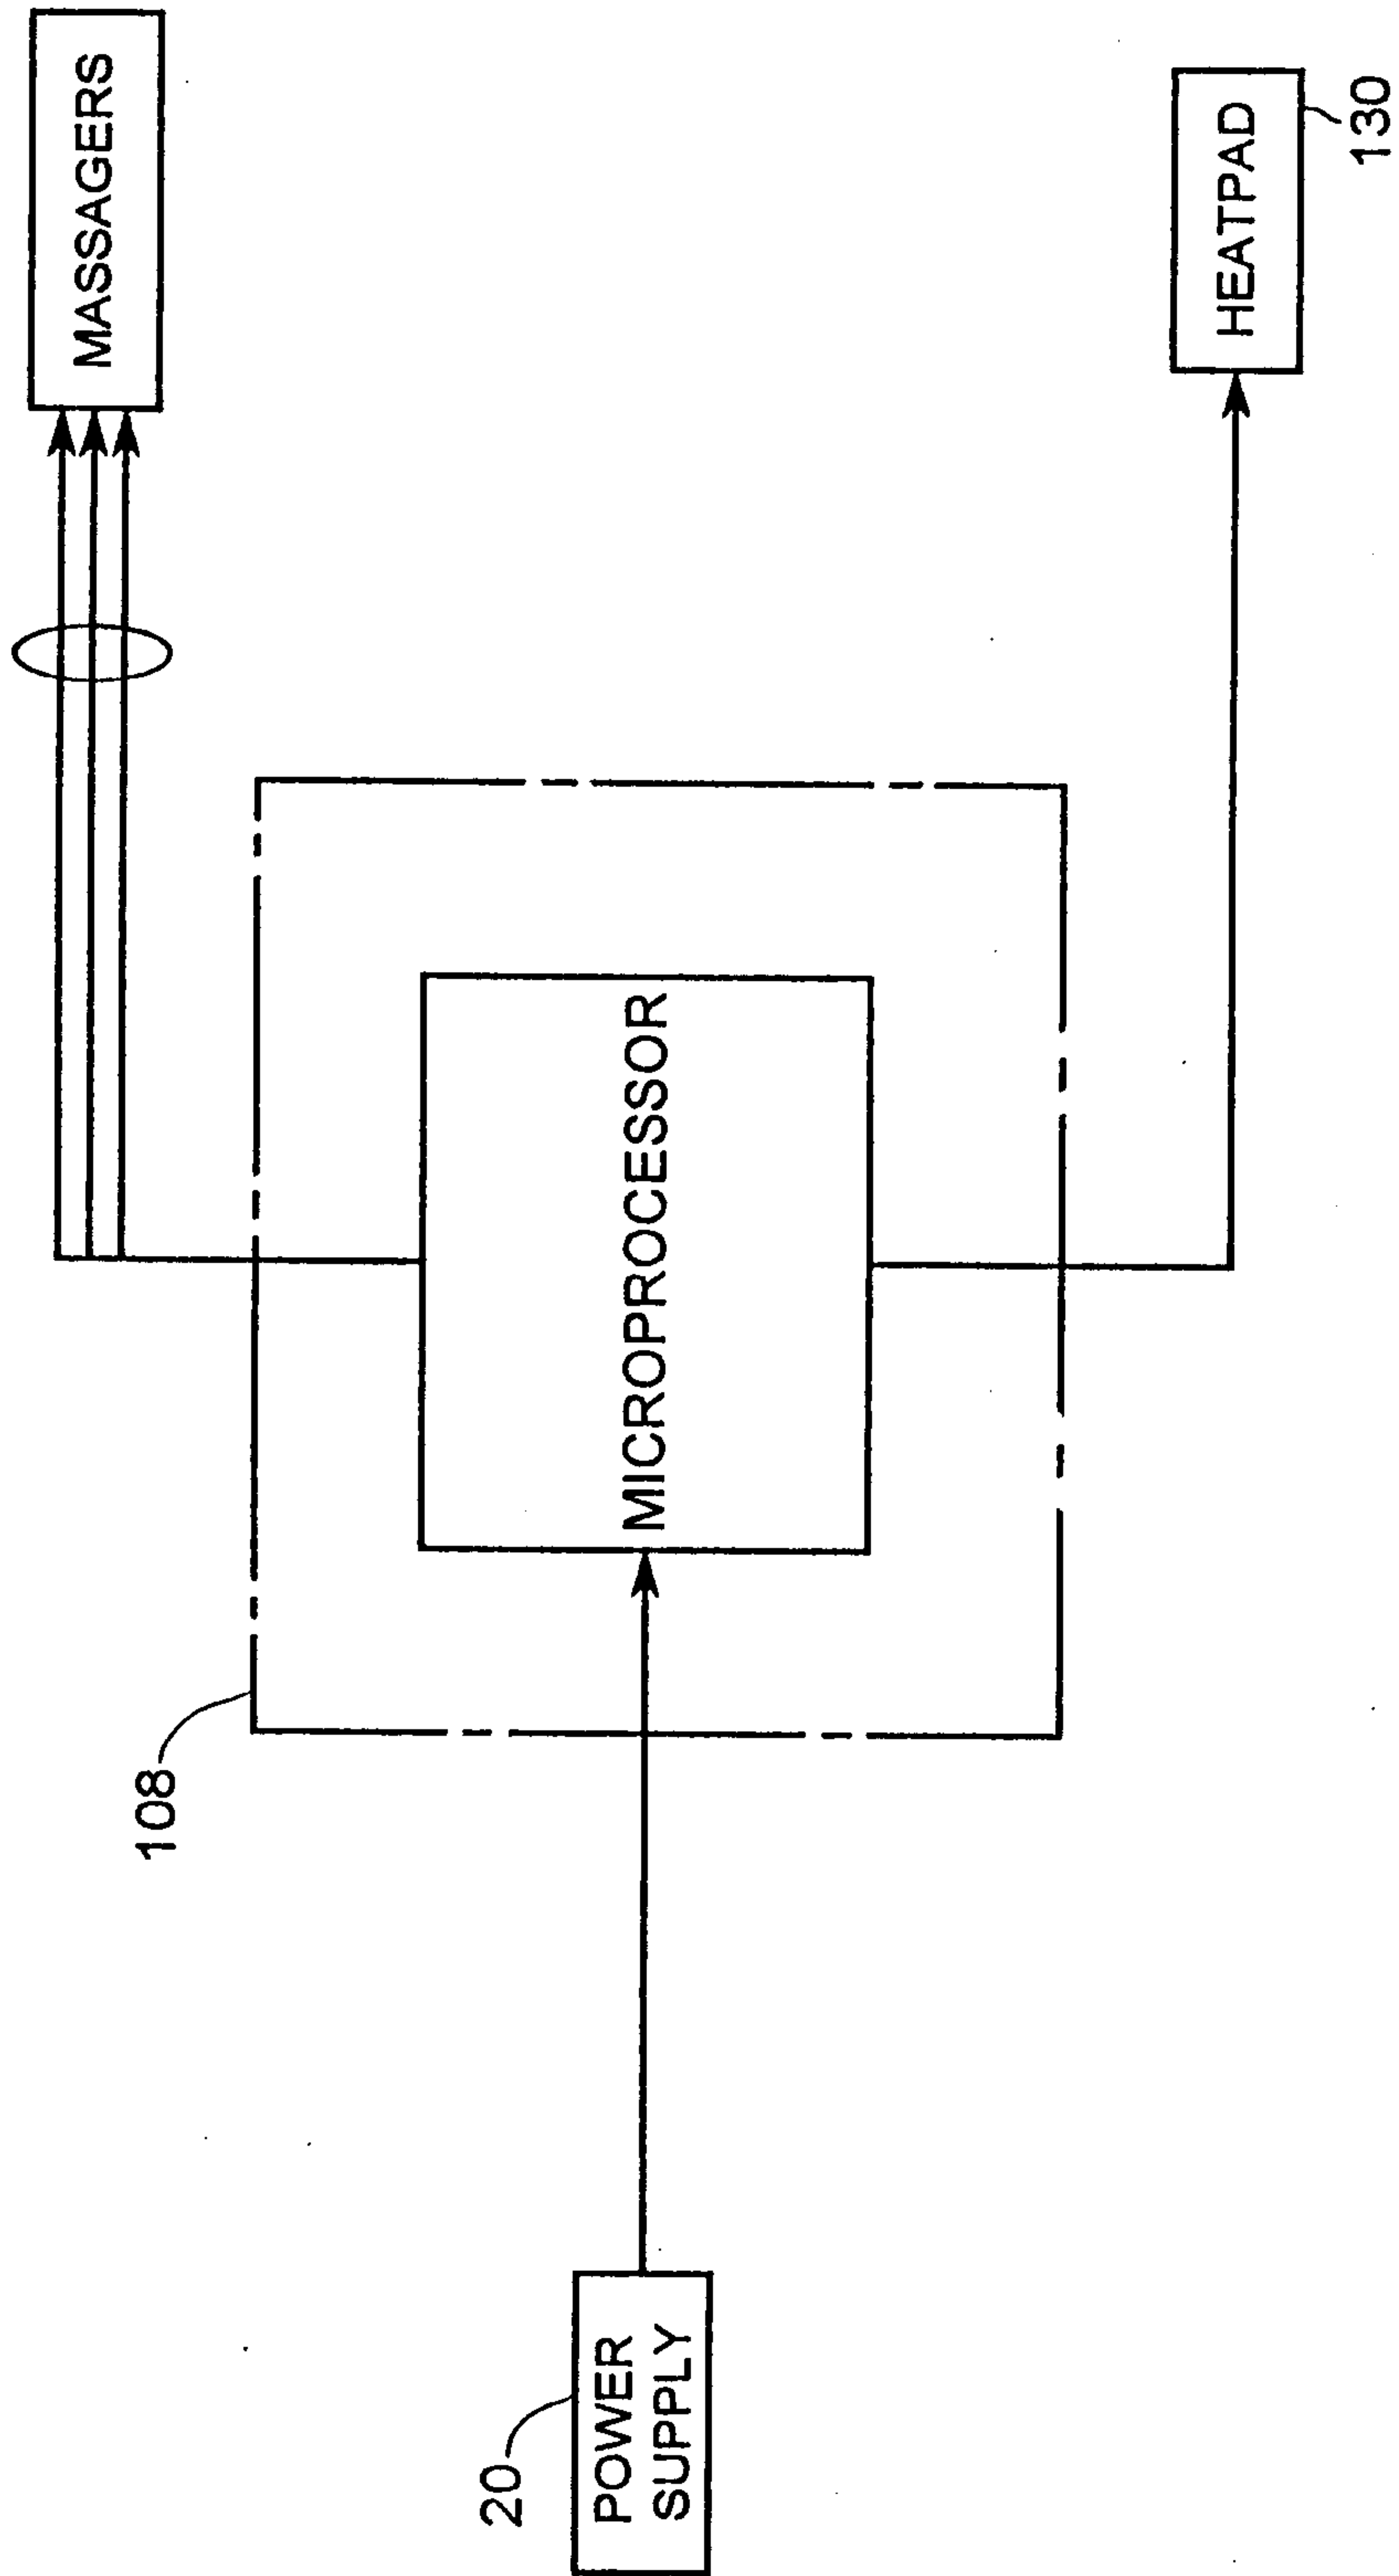 MASSAGERS
108
MICROPROCESSOR
20
POWER
SUPPLY
HEATPAD
130